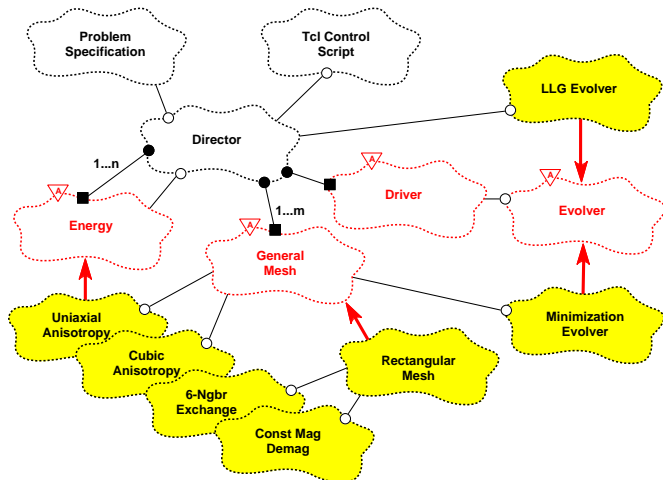 Problem
Specification
Tcl Control
Script
LLG Evolver
Director
1...n
A
Energy
1...m
A
General
Mesh
A
Driver
A
Evolver
Uniaxial
Anisotropy
Cubic
Anisotropy
6-Ngbr
Exchange
Const Mag
Demag
Rectangular
Mesh
Minimization
Evolver